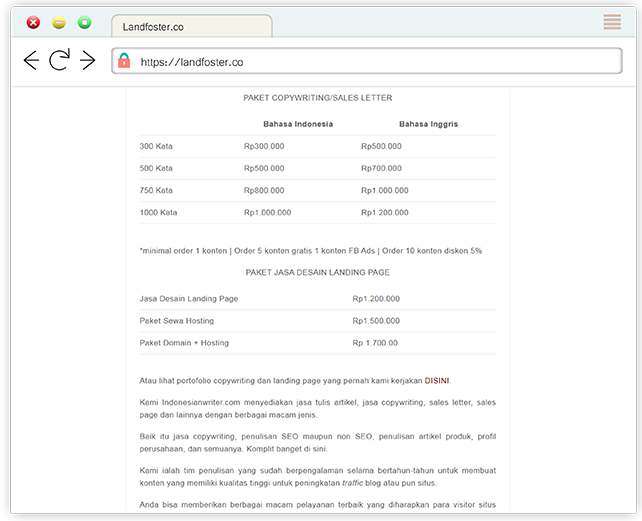 Landfoster.co
https://landfoster.co
PAKET COPYWRITING/SALES LETTER
Bahasa Indonesia Bahasa Inggris
300 Kata Rp300.000 Rp500.000
500 Kata Rp500.000 Rp700.000
750 Kata Rp800.000 Rp1.000.000
1000 Kata Rp1.000.000 Rp1.200.000
*minimal order 1 konten | Order 5 konten gratis 1 konten FB Ads | Order 10 konten diskon 5%
PAKET JASA DESAIN LANDING PAGE
Jasa Desain Landing Page Rp1.200.000
Paket Sewa Hosting Rp1.500.000
Paket Domain + Hosting Rp 1.700.00
Atau lihat portofolio copywriting dan landing page yang pernah kami kerjakan DISINI.
Kami Indonesianwriter.com menyediakan jasa tulis artikel, jasa copywriting, sales letter, sales
page dan lainnya dengan berbagai macam jenis.
Baik itu jasa copywriting, penulisan SEO maupun non SEO, penulisan artikel produk, profil
perusahaan, dan semuanya. Komplit banget di sini.
Kami ialah tim penulisan yang sudah berpengalaman selama bertahun-tahun untuk membuat
konten yang memiliki kualitas tinggi untuk peningkatan traffic blog atau pun situs.
Anda bisa memberikan berbagai macam pelayanan terbaik yang diharapkan para visitor situs